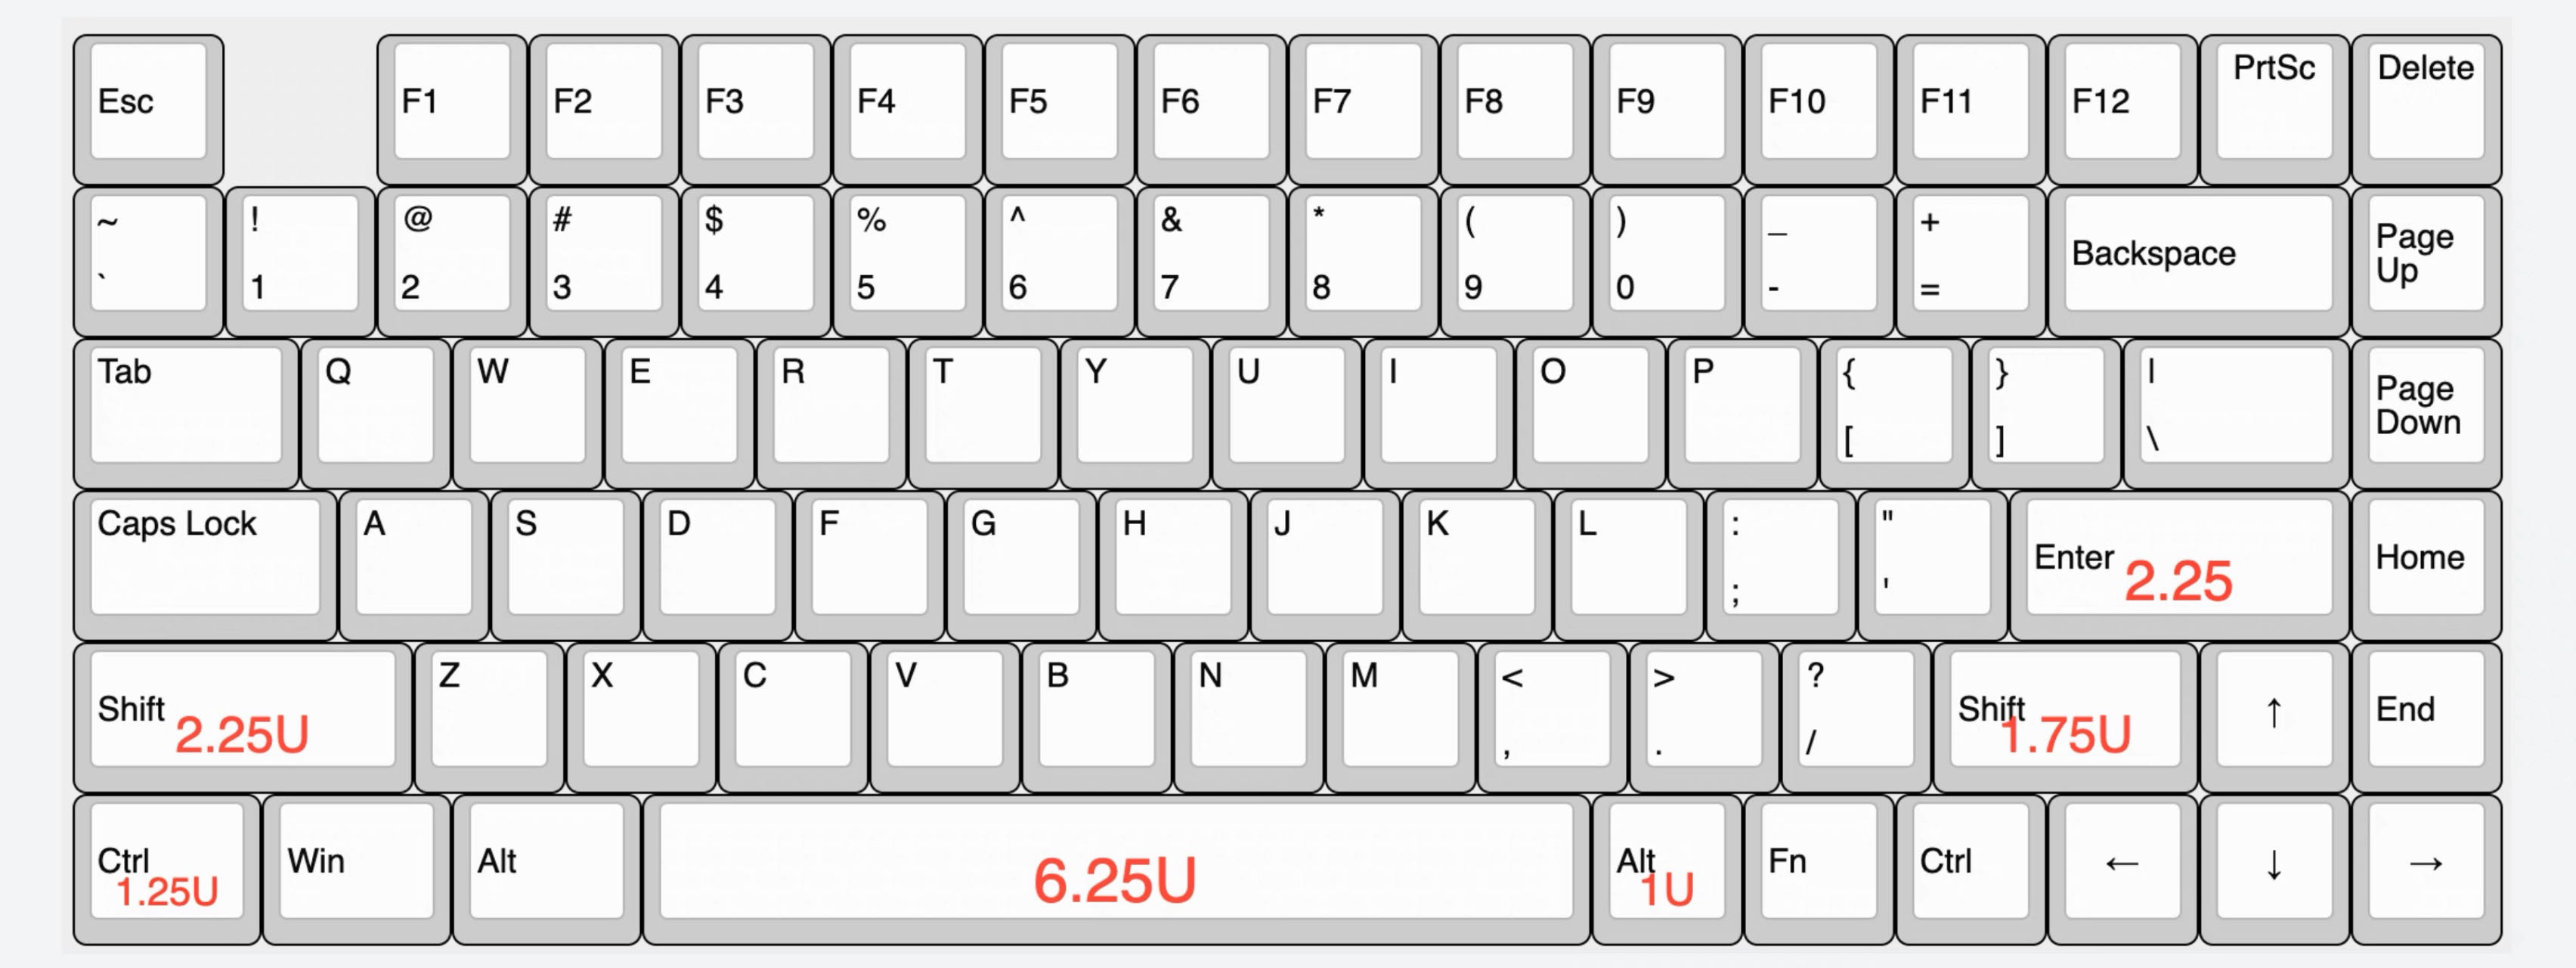 Esc F1 F2 F3 F4 F5 F6 F7 F8 F9 F10 F11 F12 PrtSc Delete
~ ! @ # $ % ^ & * ( ) _ + Backspace Page Up
` 1 2 3 4 5 6 7 8 9 0 - =
Tab Q W E R T Y U I O P { } | Page Down
[ ] \
Caps Lock A S D F G H J K L : " Enter 2.25 Home
; '
Shift 2.25U Z X C V B N M < > ? Shift 1.75U ↑ End
, . /
Ctrl 1.25U Win Alt 6.25U Alt 1U Fn Ctrl ← ↓ →